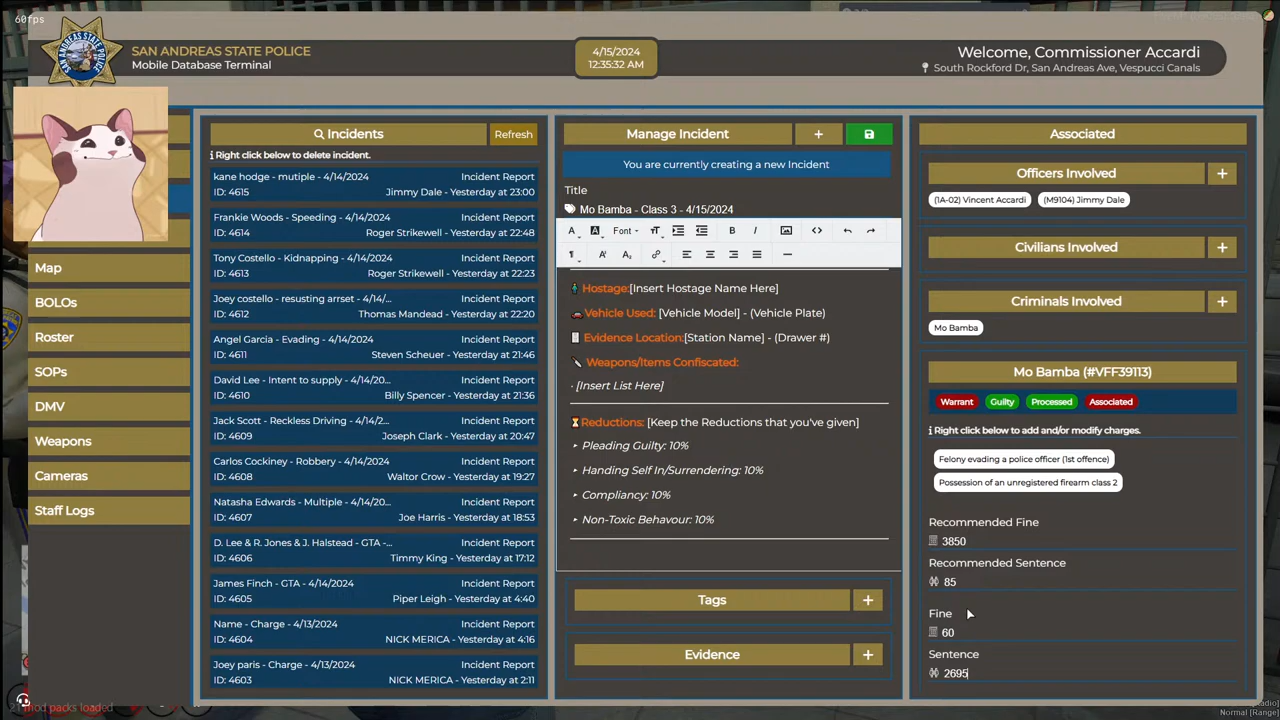 60fps
SAN ANDREAS STATE POLICE
Mobile Database Terminal
4/15/2024
12:35:32 AM
Welcome, Commissioner Accardi
South Rockford Dr, San Andreas Ave, Vespucci Canals
Map
BOLOs
Roster
SOPs
DMV
Weapons
Cameras
Staff Logs
21 mod packs loaded
Incidents
Refresh
Right click below to delete incident.
kane hodge - mutiple - 4/14/2024 Incident Report
ID: 4615 Jimmy Dale - Yesterday at 23:00
Frankie Woods - Speeding - 4/14/2024 Incident Report
ID: 4614 Roger Strikewell - Yesterday at 22:48
Tony Costello - Kidnapping - 4/14/2024 Incident Report
ID: 4613 Roger Strikewell - Yesterday at 22:23
Joey costello - resusting arrset - 4/14/... Incident Report
ID: 4612 Thomas Mandead - Yesterday at 22:20
Angel Garcia - Evading - 4/14/2024 Incident Report
ID: 4611 Steven Scheuer - Yesterday at 21:46
David Lee - Intent to supply - 4/14/20... Incident Report
ID: 4610 Billy Spencer - Yesterday at 21:36
Jack Scott - Reckless Driving - 4/14/2... Incident Report
ID: 4609 Joseph Clark - Yesterday at 20:47
Carlos Cockiney - Robbery - 4/14/2024 Incident Report
ID: 4608 Waltor Crow - Yesterday at 19:27
Natasha Edwards - Multiple - 4/14/20... Incident Report
ID: 4607 Joe Harris - Yesterday at 18:53
D. Lee & R. Jones & J. Halstead - GTA -... Incident Report
ID: 4606 Timmy King - Yesterday at 17:12
James Finch - GTA - 4/14/2024 Incident Report
ID: 4605 Piper Leigh - Yesterday at 4:40
Name - Charge - 4/13/2024 Incident Report
ID: 4604 NICK MERICA - Yesterday at 4:16
Joey paris - Charge - 4/13/2024 Incident Report
ID: 4603 NICK MERICA - Yesterday at 2:11
Manage Incident
You are currently creating a new Incident
Title
Mo Bamba - Class 3 - 4/15/2024
Font
Hostage:[Insert Hostage Name Here]
Vehicle Used: [Vehicle Model] - (Vehicle Plate)
Evidence Location:[Station Name] - (Drawer #)
Weapons/Items Confiscated:
· [Insert List Here]
Reductions: [Keep the Reductions that you've given]
‣ Pleading Guilty: 10%
‣ Handing Self In/Surrendering: 10%
‣ Compliancy: 10%
‣ Non-Toxic Behaviour: 10%
Tags
Evidence
Associated
Officers Involved
(1A-02) Vincent Accardi (M9104) Jimmy Dale
Civilians Involved
Criminals Involved
Mo Bamba
Mo Bamba (#VFF39113)
Warrant Guilty Processed Associated
Right click below to add and/or modify charges.
Felony evading a police officer (1st offence)
Possession of an unregistered firearm class 2
Recommended Fine
3850
Recommended Sentence
85
Fine
60
Sentence
2695
Normal [Range]